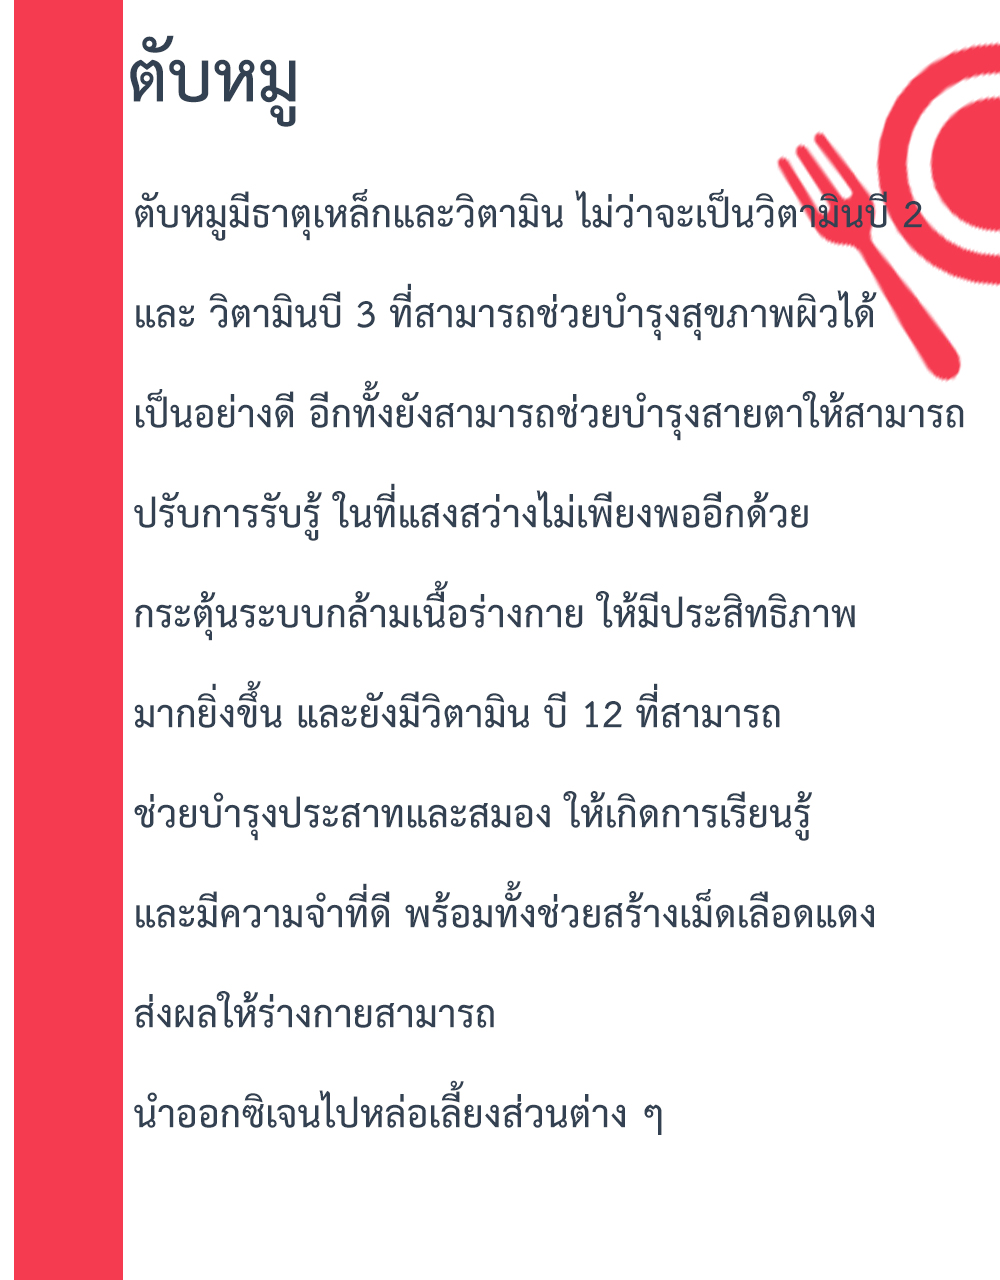 ตับหมู
ตับหมูมีธาตุเหล็กและวิตามิน ไม่ว่าจะเป็นวิตามินบี 2
และ วิตามินบี 3 ที่สามารถช่วยบำรุงสุขภาพผิวได้
เป็นอย่างดี อีกทั้งยังสามารถช่วยบำรุงสายตาให้สามารถ
ปรับการรับรู้ ในที่แสงสว่างไม่เพียงพออีกด้วย
กระตุ้นระบบกล้ามเนื้อร่างกาย ให้มีประสิทธิภาพ
มากยิ่งขึ้น และยังมีวิตามิน บี 12 ที่สามารถ
ช่วยบำรุงประสาทและสมอง ให้เกิดการเรียนรู้
และมีความจำที่ดี พร้อมทั้งช่วยสร้างเม็ดเลือดแดง
ส่งผลให้ร่างกายสามารถ
นำออกซิเจนไปหล่อเลี้ยงส่วนต่าง ๆ